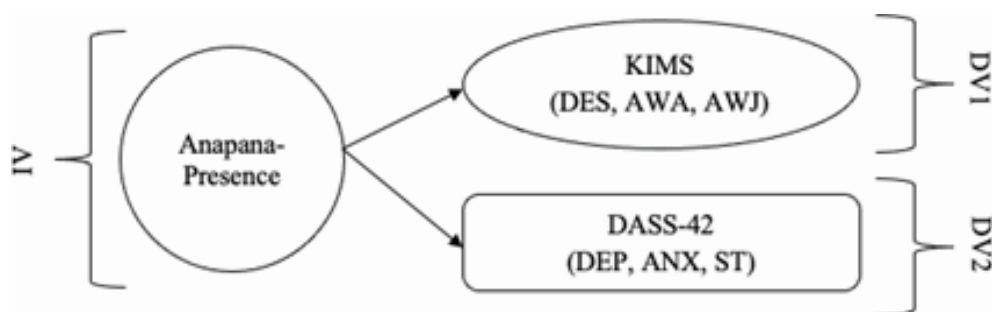 IV
Anapana-
Presence
KIMS
(DES, AWA, AWJ)
DV1
DASS-42
(DEP, ANX, ST)
DV2